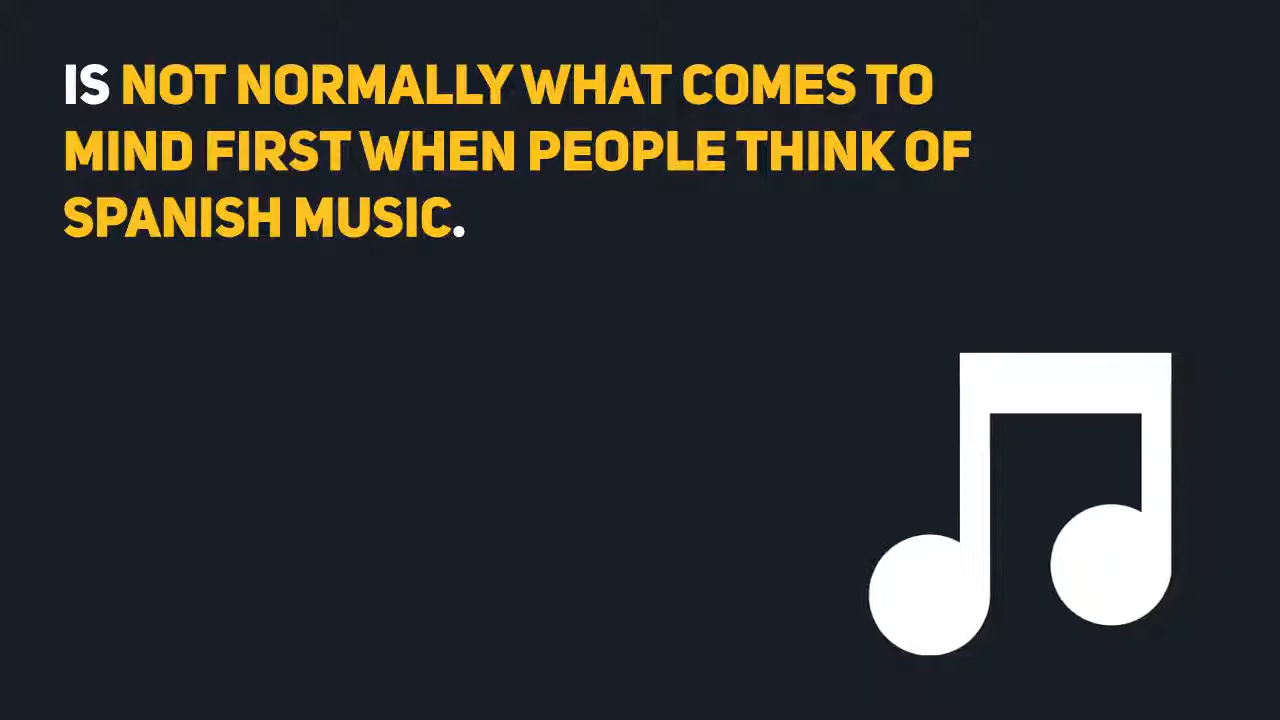 IS NOT NORMALLY WHAT COMES TO
MIND FIRST WHEN PEOPLE THINK OF
SPANISH MUSIC.